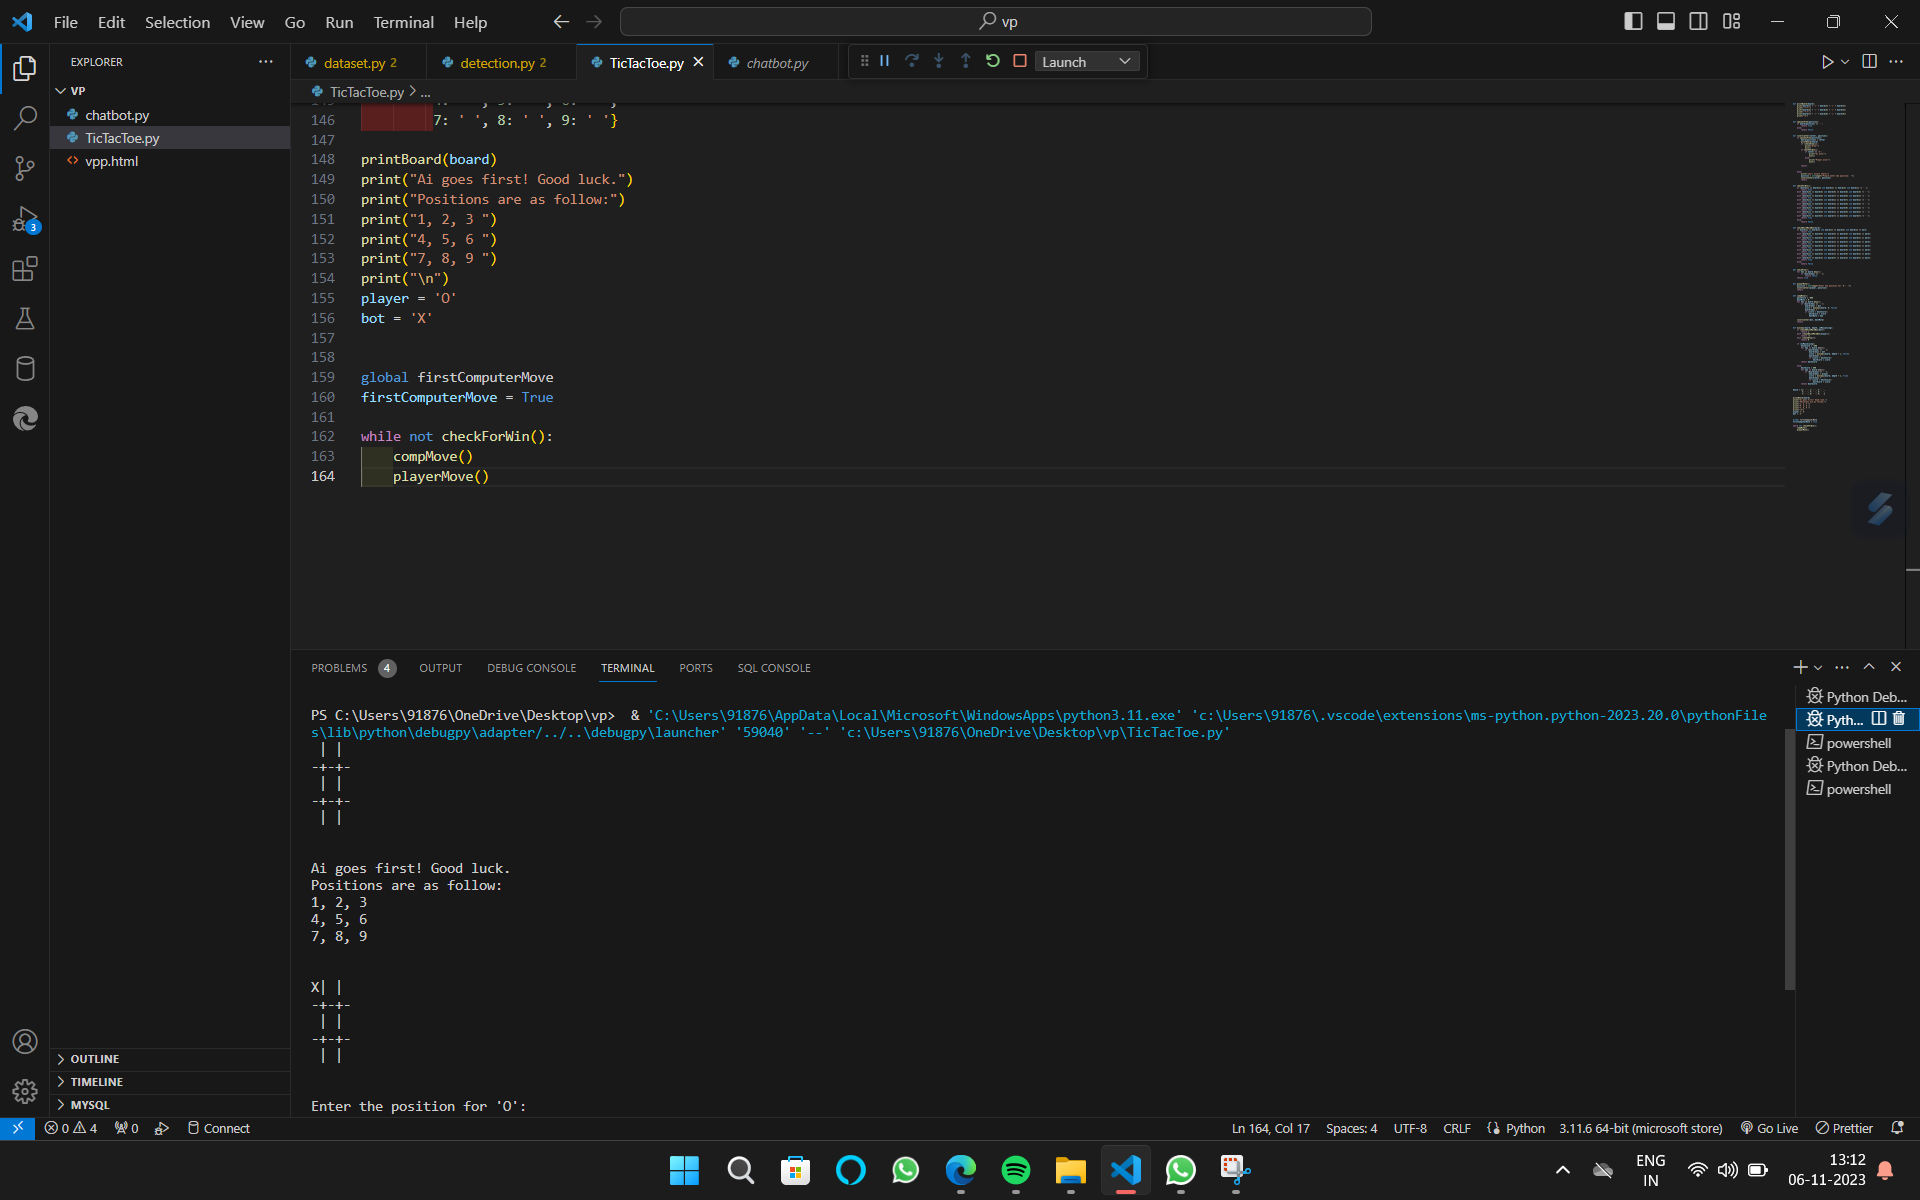 File Edit Selection View Go Run Terminal Help
vp
EXPLORER
dataset.py 2
detection.py 2
TicTacToe.py
chatbot.py
Launch
VP
chatbot.py
TicTacToe.py
vpp.html
TicTacToe.py > ...
146 7: ' ', 8: ' ', 9: ' '}
147
148 printBoard(board)
149 print("Ai goes first! Good luck.")
150 print("Positions are as follow:")
151 print("1, 2, 3 ")
152 print("4, 5, 6 ")
153 print("7, 8, 9 ")
154 print("\n")
155 player = 'O'
156 bot = 'X'
157
158
159 global firstComputerMove
160 firstComputerMove = True
161
162 while not checkForWin():
163 compMove()
164 playerMove()
PROBLEMS 4 OUTPUT DEBUG CONSOLE TERMINAL PORTS SQL CONSOLE
PS C:\Users\91876\OneDrive\Desktop\vp> & 'C:\Users\91876\AppData\Local\Microsoft\WindowsApps\python3.11.exe' 'c:\Users\91876\.vscode\extensions\ms-python.python-2023.20.0\pythonFile
s\lib\python\debugpy\adapter/../..\debugpy\launcher' '59040' '--' 'c:\Users\91876\OneDrive\Desktop\vp\TicTacToe.py'
 | |
-+-+-
 | |
-+-+-
 | |
Ai goes first! Good luck.
Positions are as follow:
1, 2, 3
4, 5, 6
7, 8, 9
X| |
-+-+-
 | |
-+-+-
 | |
Enter the position for 'O':
Python Deb...
Pyth...
powershell
Python Deb...
powershell
3
OUTLINE
TIMELINE
MYSQL
0 4 0 Connect
Ln 164, Col 17 Spaces: 4 UTF-8 CRLF Python 3.11.6 64-bit (microsoft store) Go Live Prettier
ENG
IN
13:12
06-11-2023